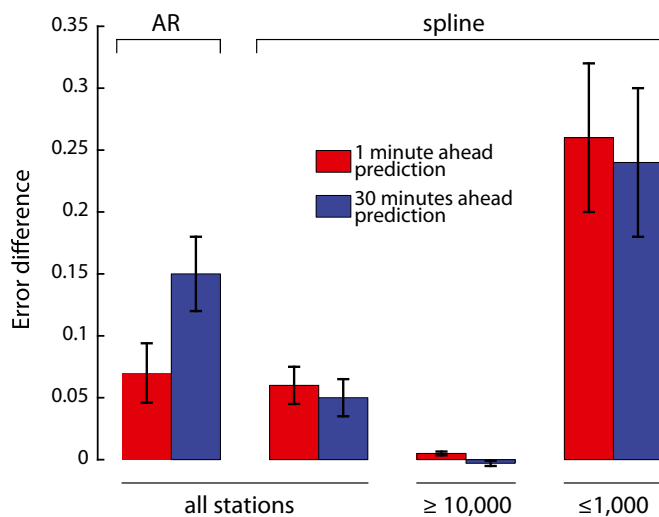 AR
spline
0.35
0.3
0.25
0.2
0.15
0.1
0.05
0
Error difference
1 minute ahead
prediction
30 minutes ahead
prediction
all stations
≥ 10,000
≤1,000